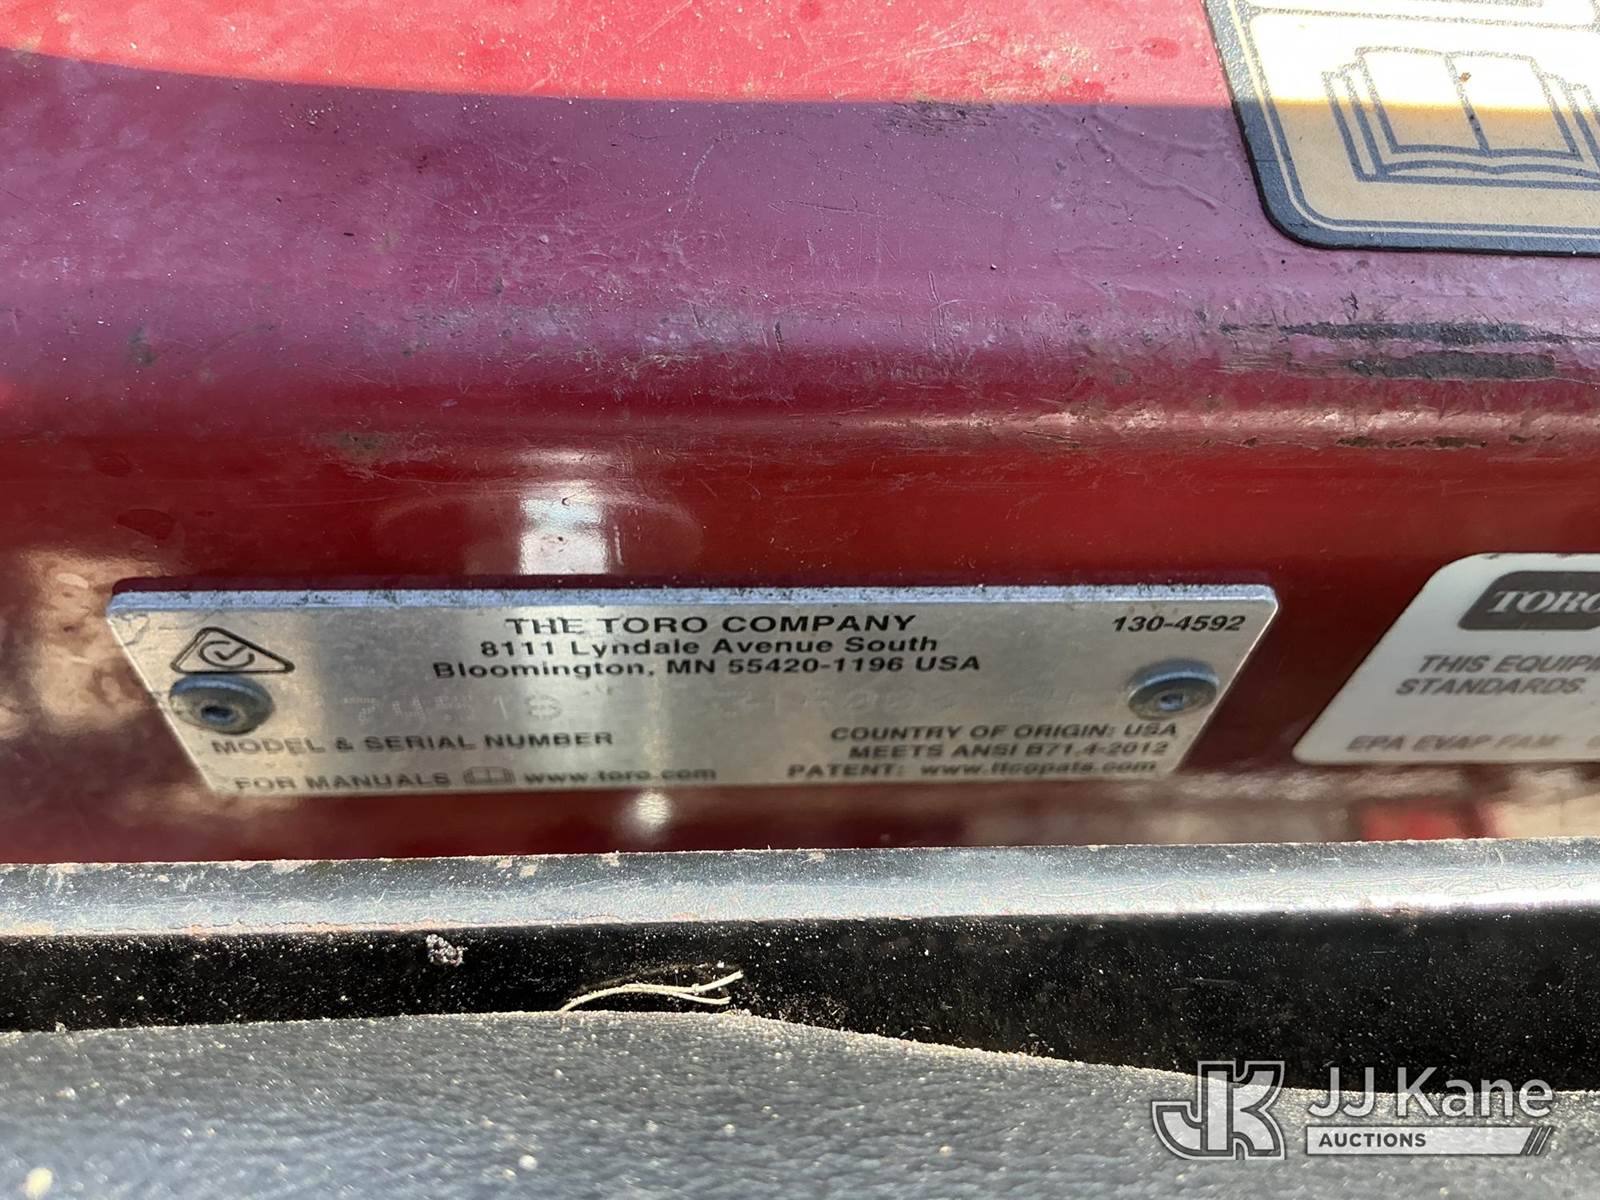 THE TORO COMPANY
130-4592
8111 Lyndale Avenue South
Bloomington, MN 55420-1196 USA
MODEL & SERIAL NUMBER
COUNTRY OF ORIGIN: USA
MEETS ANSI B71.4-2012
FOR MANUALS www.toro.com
PATENT: www.ttcopats.com
TORO
THIS
STANDARDS.
EPA EVAP FAM:
JK JJ Kane
AUCTIONS